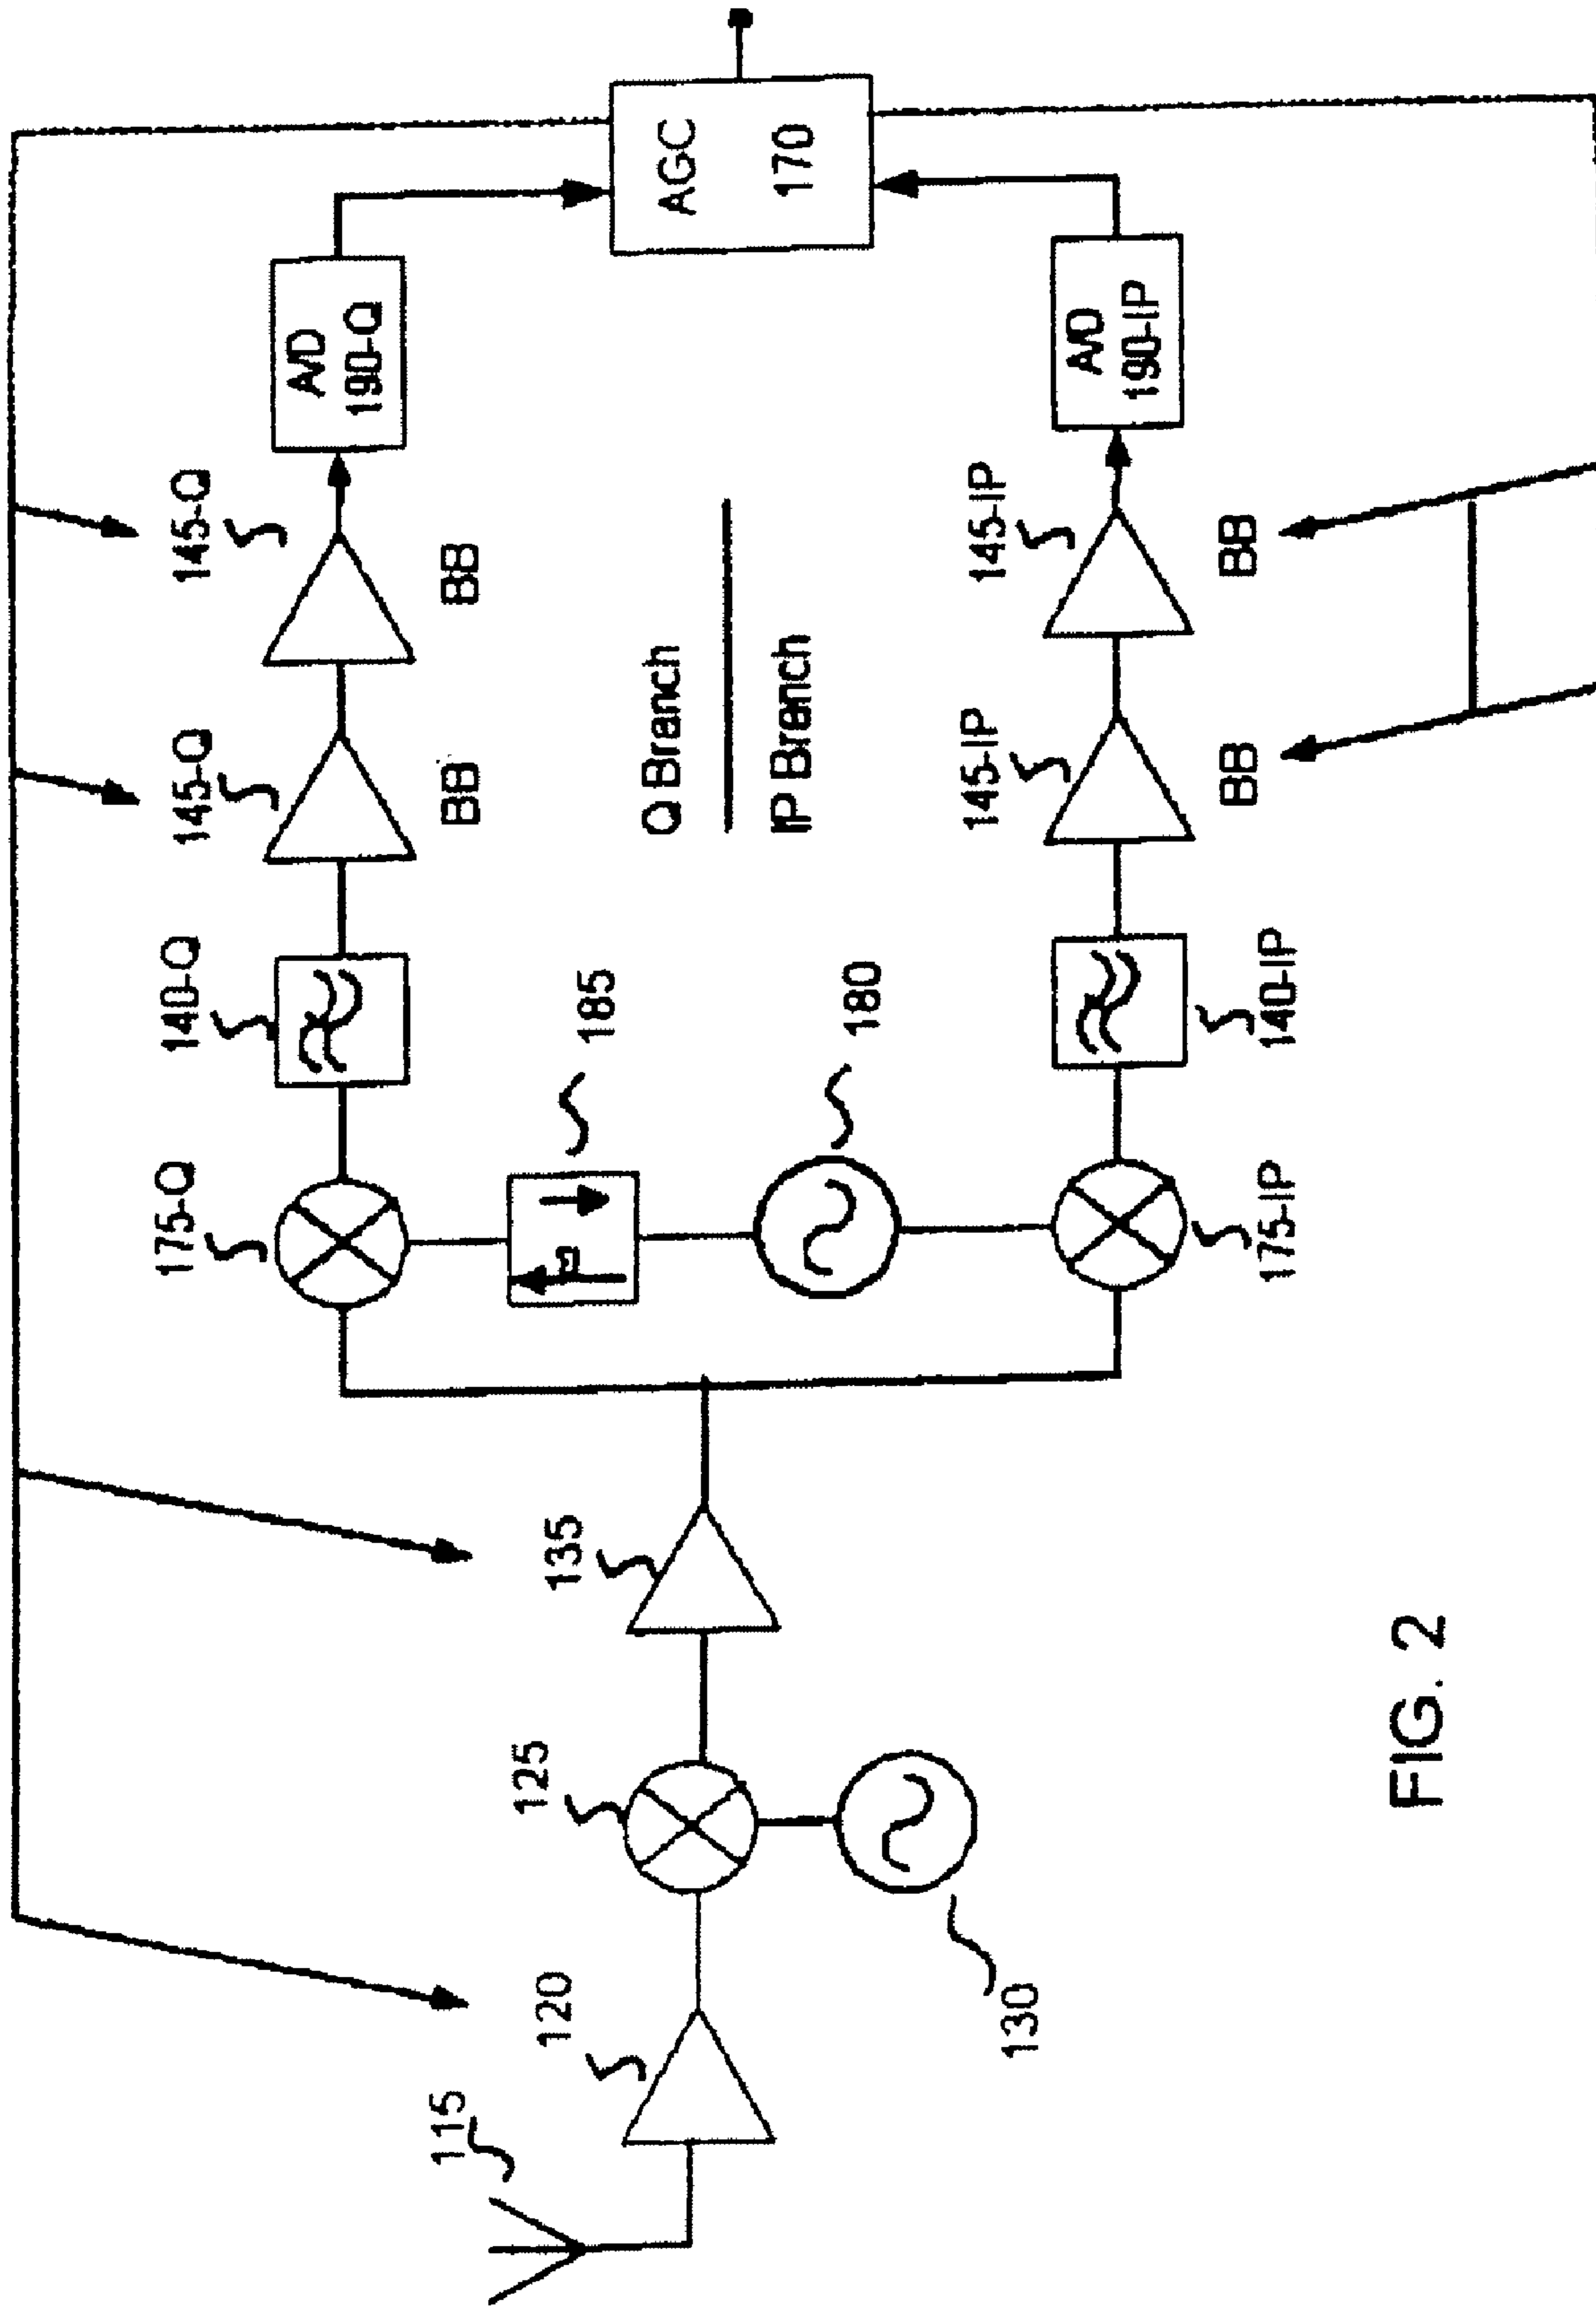 115
120
125
130
135
175-Q
140-Q
145-Q
145-Q
BB
BB
A/D
190-Q
185
180
Q Branch
IP Branch
AGC
170
175-IP
140-IP
145-IP
145-IP
BB
BB
A/D
190-IP
FIG. 2